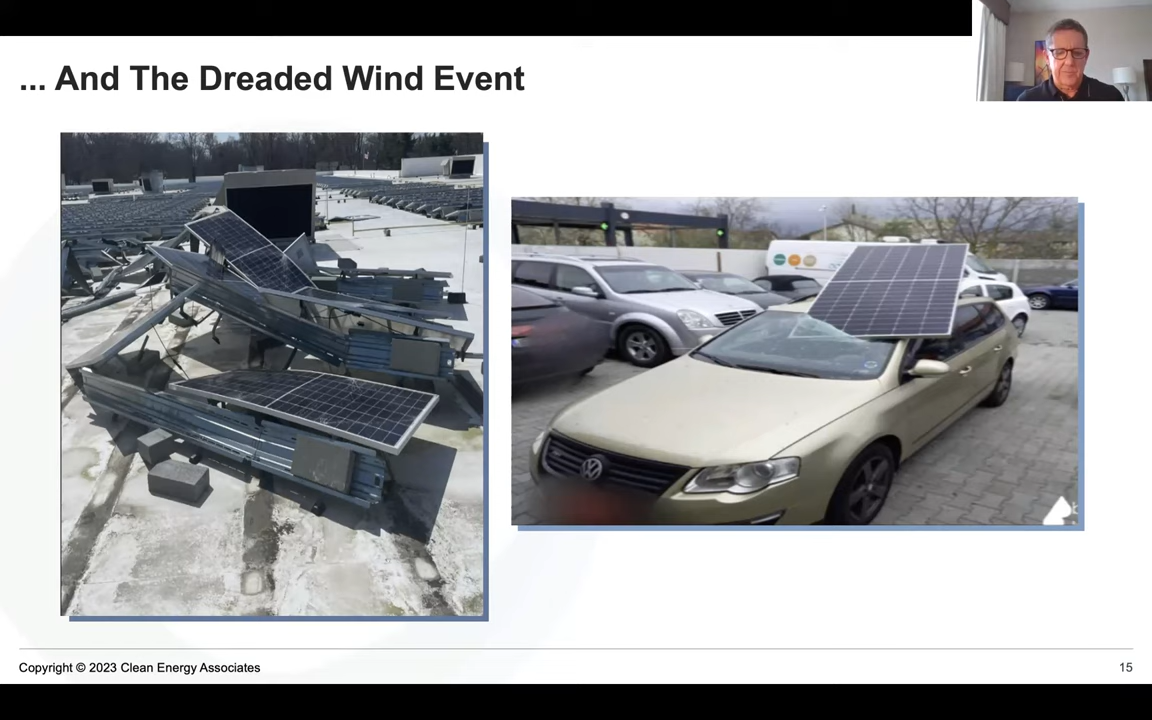 ... And The Dreaded Wind Event
Copyright © 2023 Clean Energy Associates
15